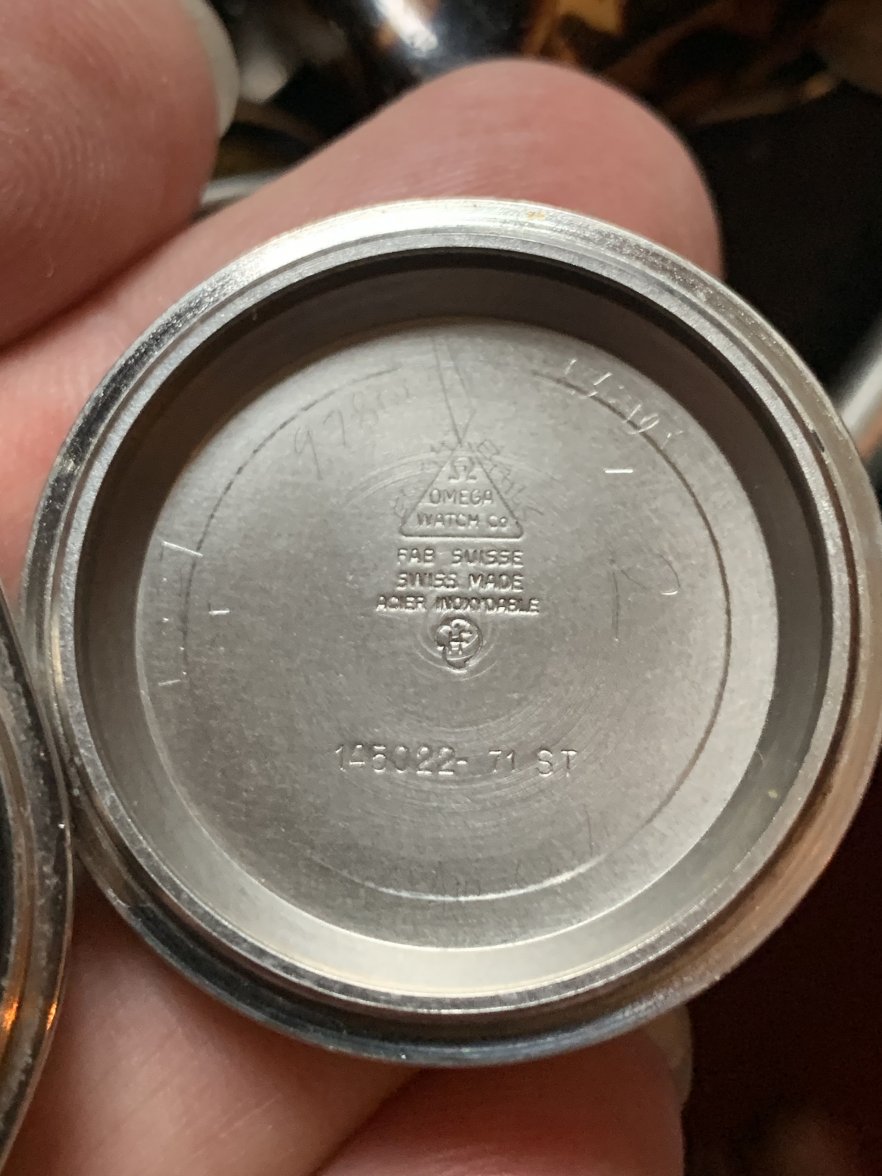 Ω
OMEGA
WATCH Co
FAB SUISSE
SWISS MADE
ACIER INOXYDABLE
145022- 71 ST